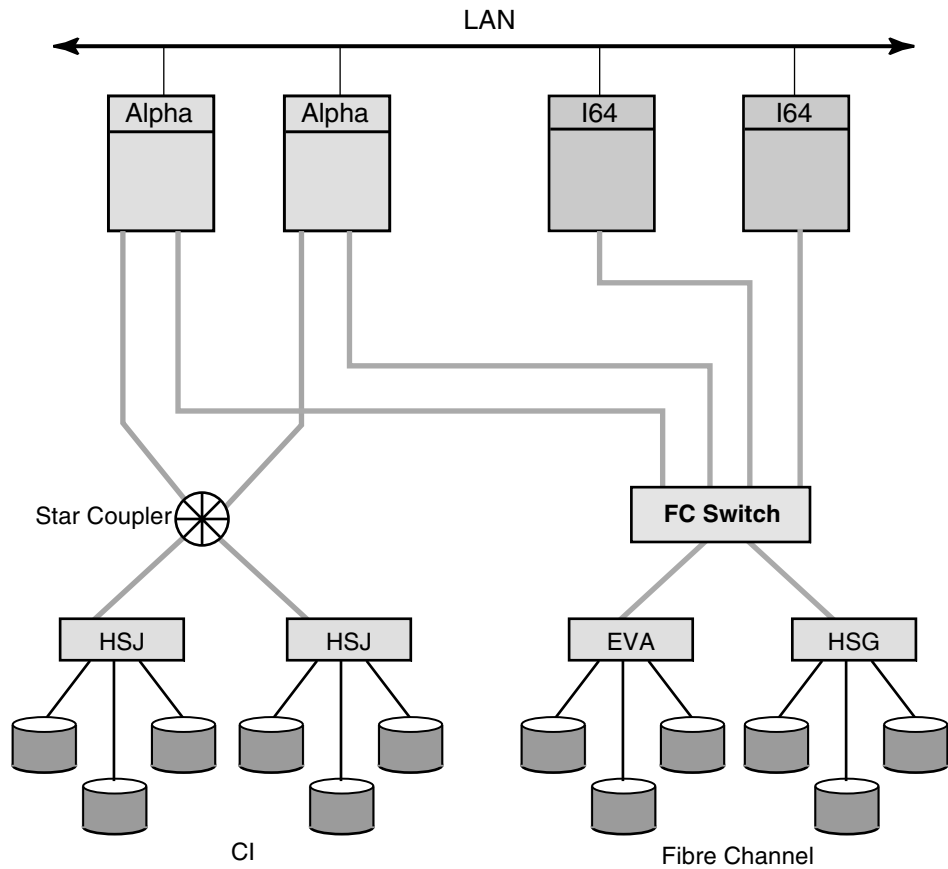 LAN
Alpha
Alpha
I64
I64
Star Coupler
FC Switch
HSJ
HSJ
EVA
HSG
CI
Fibre Channel